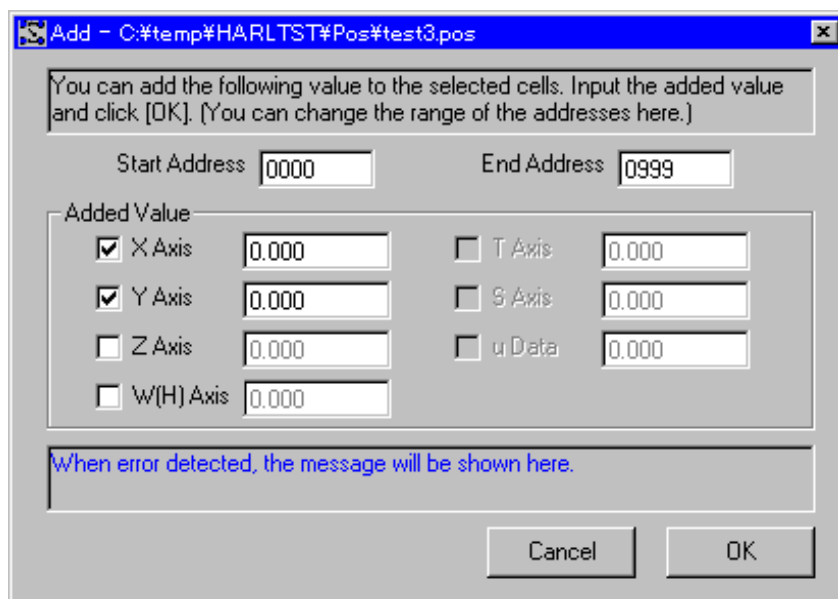 Add - C:¥temp¥HARLTST¥Pos¥test3.pos
You can add the following value to the selected cells. Input the added value
and click [OK]. (You can change the range of the addresses here.)
Start Address 0000 End Address 0999
Added Value
X Axis 0.000 T Axis 0.000
Y Axis 0.000 S Axis 0.000
Z Axis 0.000 u Data 0.000
W(H) Axis 0.000
When error detected, the message will be shown here.
Cancel OK